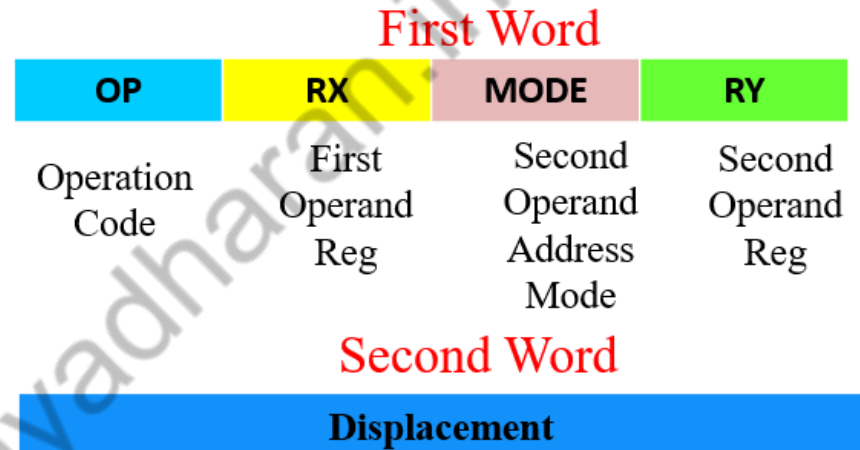 First Word
OP RX MODE RY
Operation Code
First Operand Reg
Second Operand Address Mode
Second Operand Reg
Second Word
Displacement